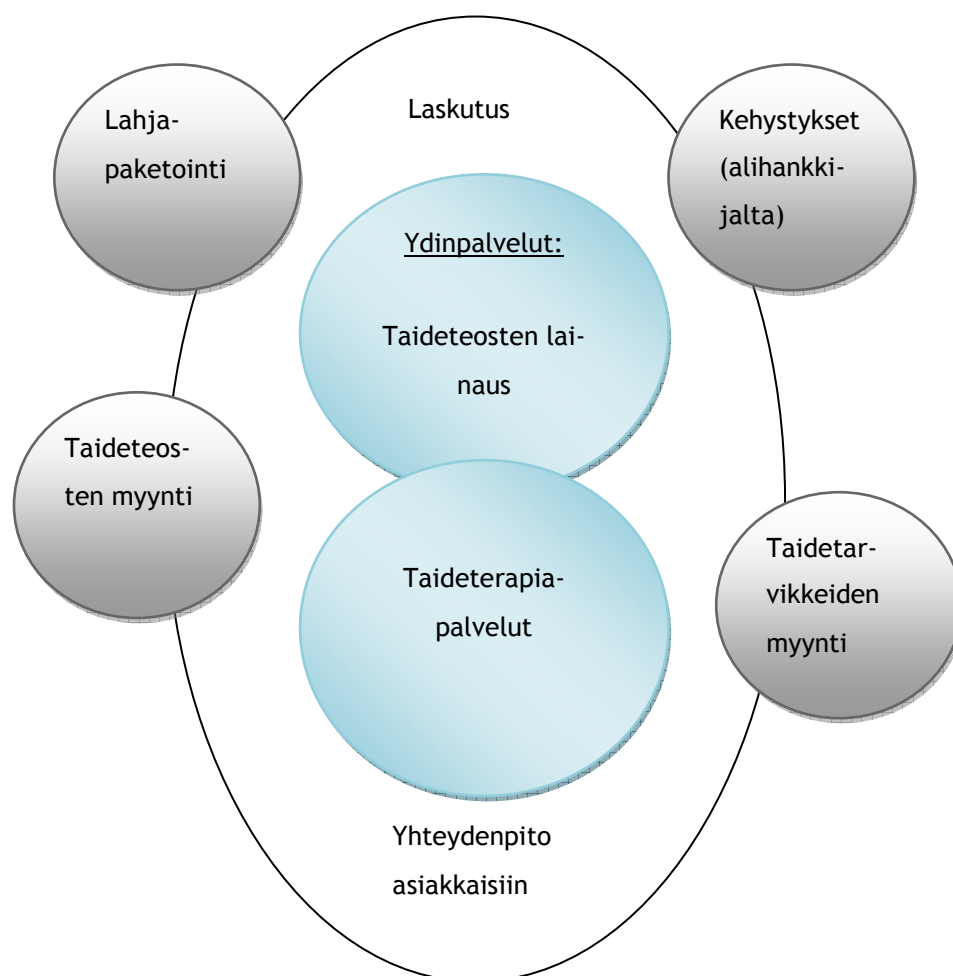 Lahja-
paketointi
Laskutus
Kehystykset
(alihankki-
jalta)
Ydinpalvelut:
Taideteosten lai-
naus
Taideteos-
ten myynti
Taideterapia-
palvelut
Taidetar-
vikkeiden
myynti
Yhteydenpito
asiakkaisiin